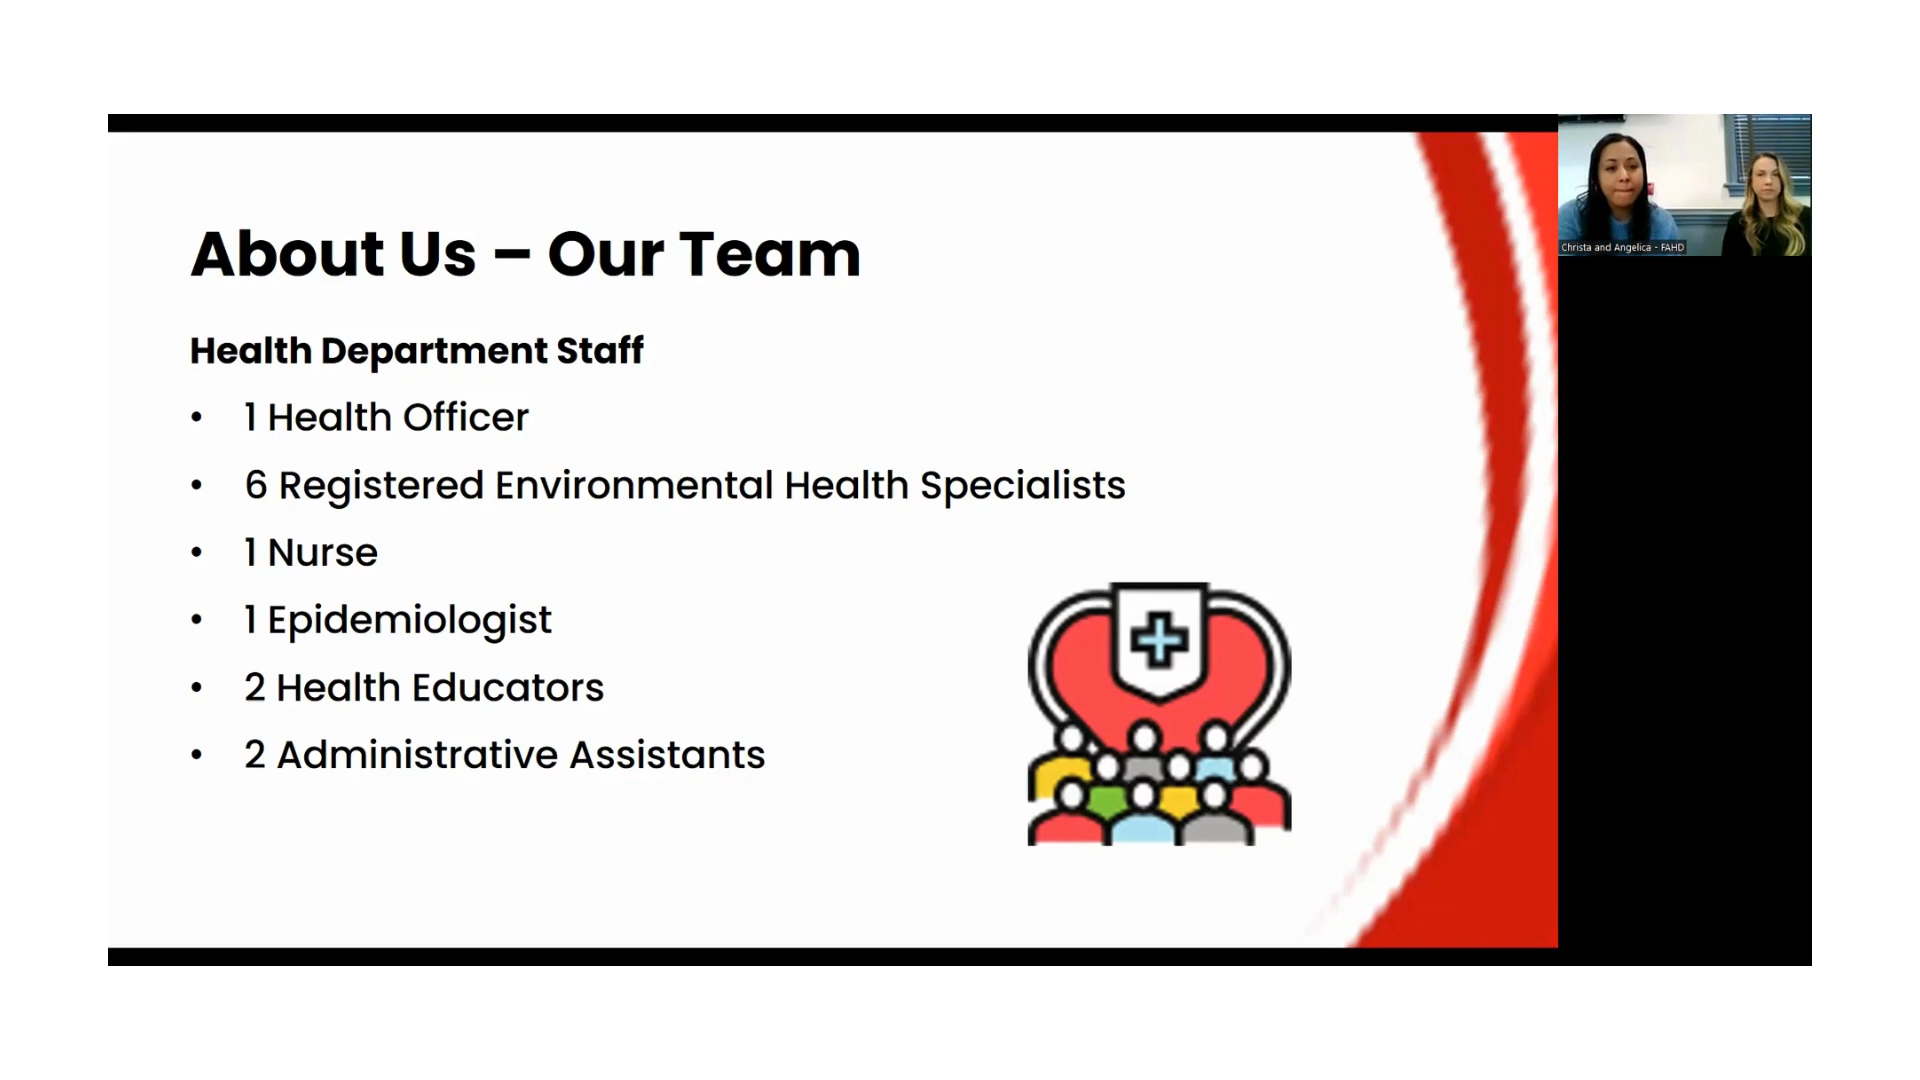 About Us – Our Team
Health Department Staff
• 1 Health Officer
• 6 Registered Environmental Health Specialists
• 1 Nurse
• 1 Epidemiologist
• 2 Health Educators
• 2 Administrative Assistants
Christa and Angelica - FAHD